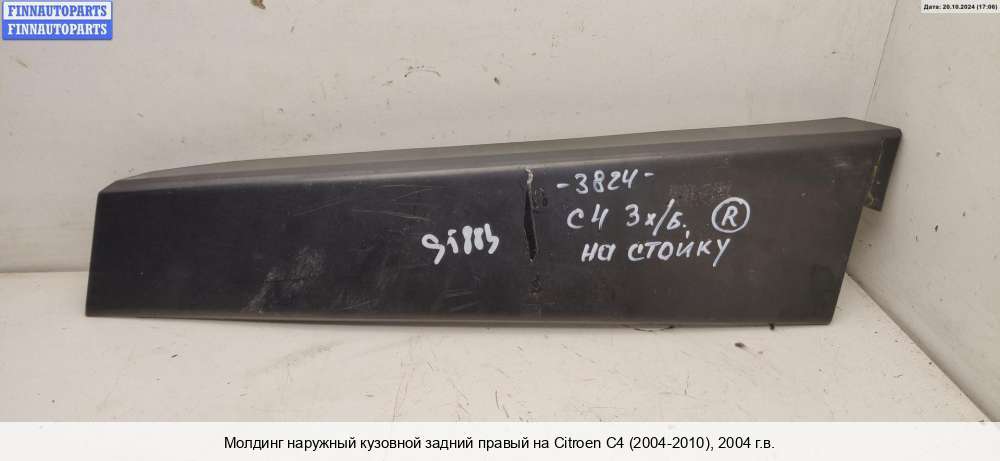 FINNAUTOPARTS
FINNAUTOPARTS
Дата: 20.10.2024 (17:06)
-3824-
C4 3х/б. R
на стойку
Молдинг наружный кузовной задний правый на Citroen C4 (2004-2010), 2004 г.в.